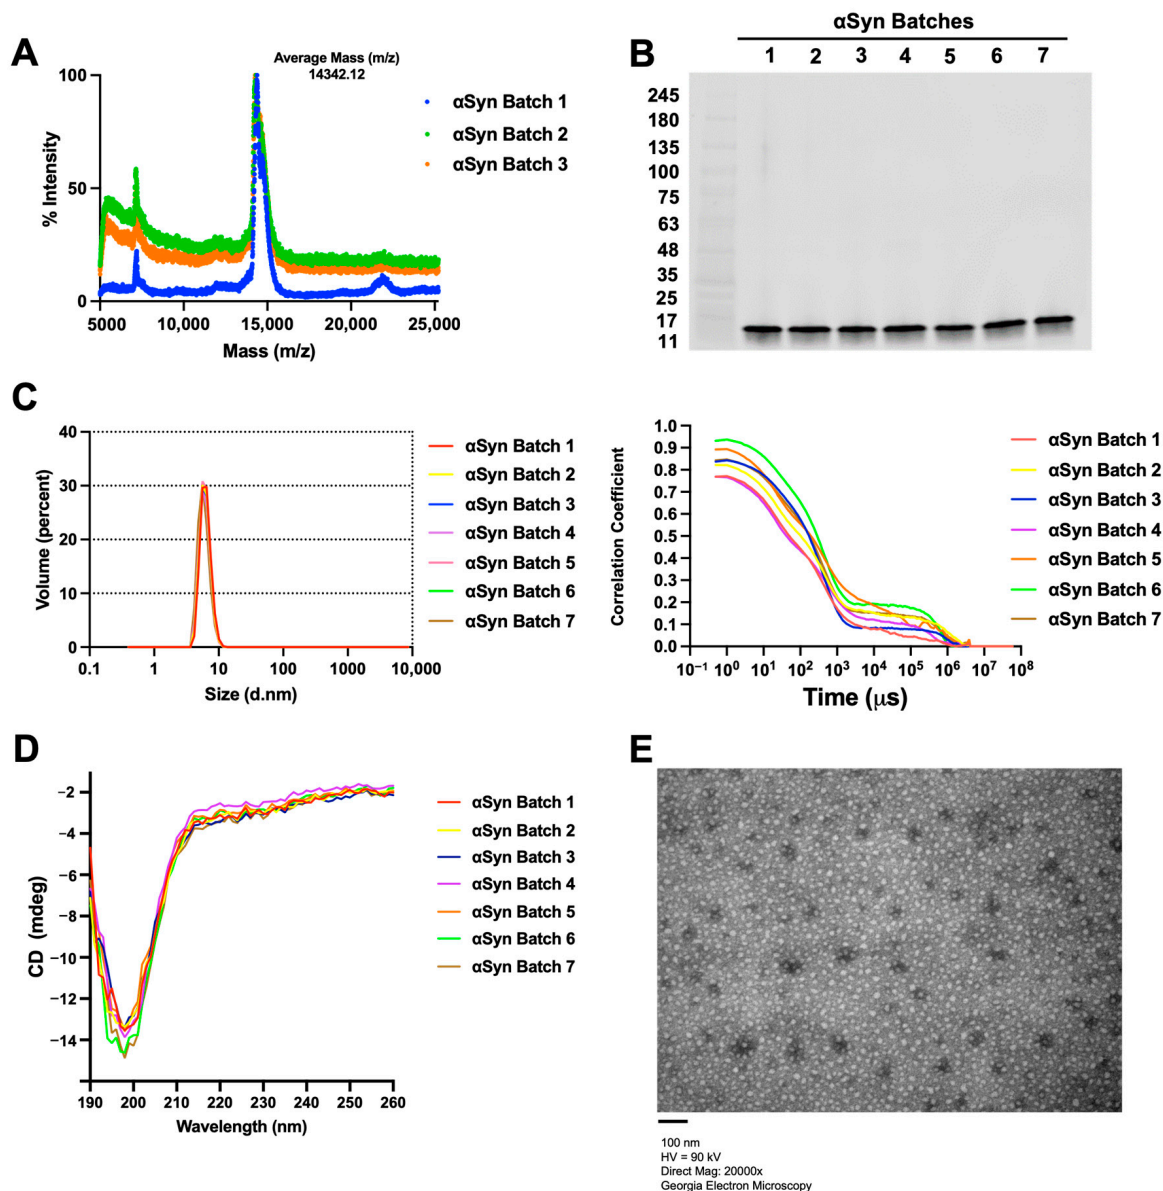 A
Average Mass (m/z)
14342.12
αSyn Batch 1
αSyn Batch 2
αSyn Batch 3
100
50
0
% Intensity
5000 10,000 15,000 20,000 25,000
Mass (m/z)
B
αSyn Batches
1 2 3 4 5 6 7
245
180
135
100
75
63
48
35
25
17
11
C
40
30
20
10
0
Volume (percent)
0.1 1 10 100 1000 10,000
Size (d.nm)
αSyn Batch 1
αSyn Batch 2
αSyn Batch 3
αSyn Batch 4
αSyn Batch 5
αSyn Batch 6
αSyn Batch 7
1.0
0.9
0.8
0.7
0.6
0.5
0.4
0.3
0.2
0.1
0.0
Correlation Coefficient
10⁻¹ 10⁰ 10¹ 10² 10³ 10⁴ 10⁵ 10⁶ 10⁷ 10⁸
Time (μs)
αSyn Batch 1
αSyn Batch 2
αSyn Batch 3
αSyn Batch 4
αSyn Batch 5
αSyn Batch 6
αSyn Batch 7
D
−2
−4
−6
−8
−10
−12
−14
CD (mdeg)
190 200 210 220 230 240 250 260
Wavelength (nm)
αSyn Batch 1
αSyn Batch 2
αSyn Batch 3
αSyn Batch 4
αSyn Batch 5
αSyn Batch 6
αSyn Batch 7
E
100 nm
HV = 90 kV
Direct Mag: 20000x
Georgia Electron Microscopy